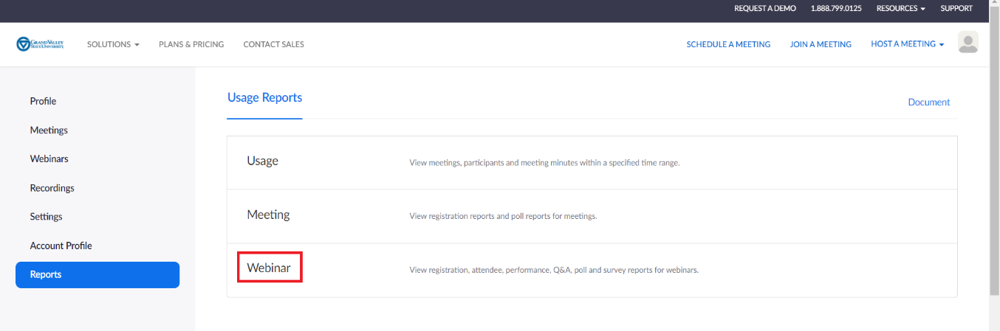 REQUEST A DEMO 1.888.799.0125 RESOURCES SUPPORT
GRAND VALLEY
STATE UNIVERSITY
SOLUTIONS PLANS & PRICING CONTACT SALES SCHEDULE A MEETING JOIN A MEETING HOST A MEETING
Profile
Meetings
Webinars
Recordings
Settings
Account Profile
Reports
Usage Reports
Document
Usage View meetings, participants and meeting minutes within a specified time range.
Meeting View registration reports and poll reports for meetings.
Webinar View registration, attendee, performance, Q&A, poll and survey reports for webinars.